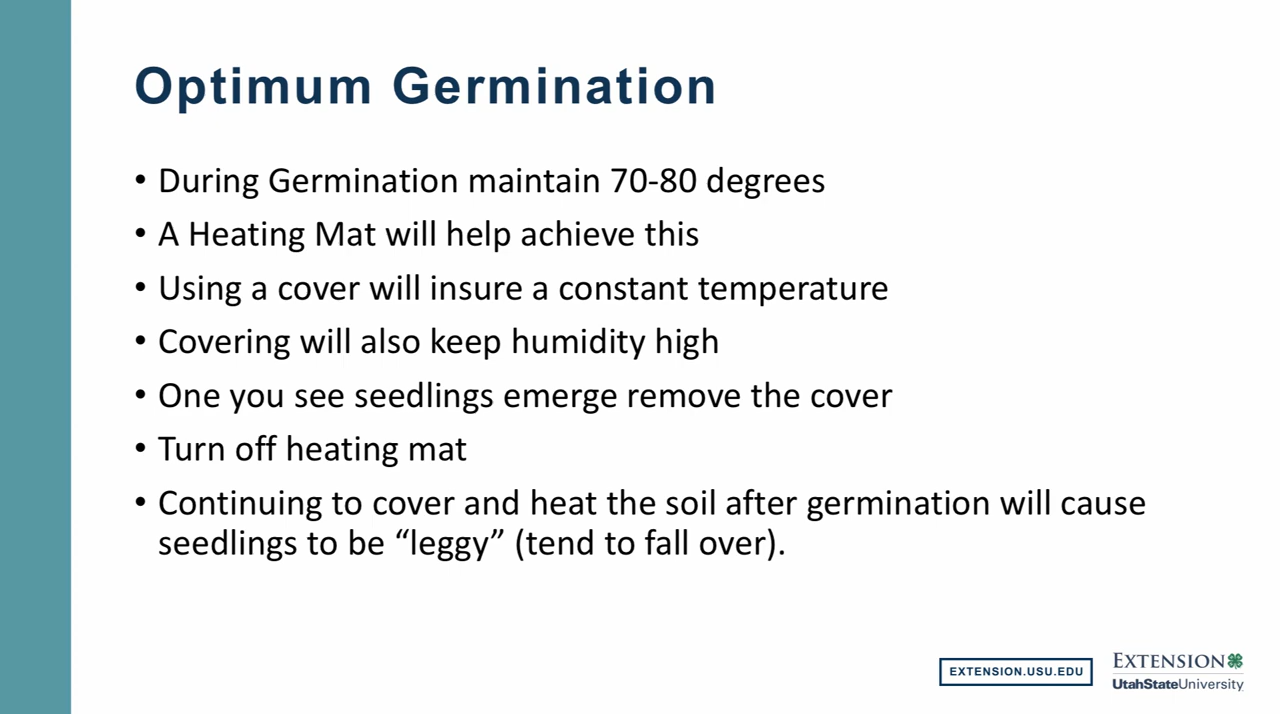 Optimum Germination
• During Germination maintain 70-80 degrees
• A Heating Mat will help achieve this
• Using a cover will insure a constant temperature
• Covering will also keep humidity high
• One you see seedlings emerge remove the cover
• Turn off heating mat
• Continuing to cover and heat the soil after germination will cause
seedlings to be “leggy” (tend to fall over).
EXTENSION.USU.EDU
EXTENSION
UtahStateUniversity